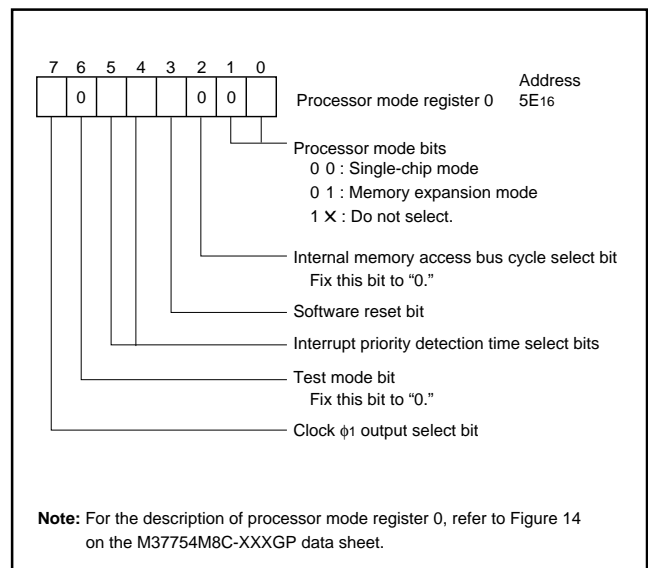 7 6 5 4 3 2 1 0
Address
0 0 0 Processor mode register 0 5E16
Processor mode bits
0 0 : Single-chip mode
0 1 : Memory expansion mode
1 X : Do not select.
Internal memory access bus cycle select bit
Fix this bit to “0.”
Software reset bit
Interrupt priority detection time select bits
Test mode bit
Fix this bit to “0.”
Clock ϕ1 output select bit
Note: For the description of processor mode register 0, refer to Figure 14
on the M37754M8C-XXXGP data sheet.